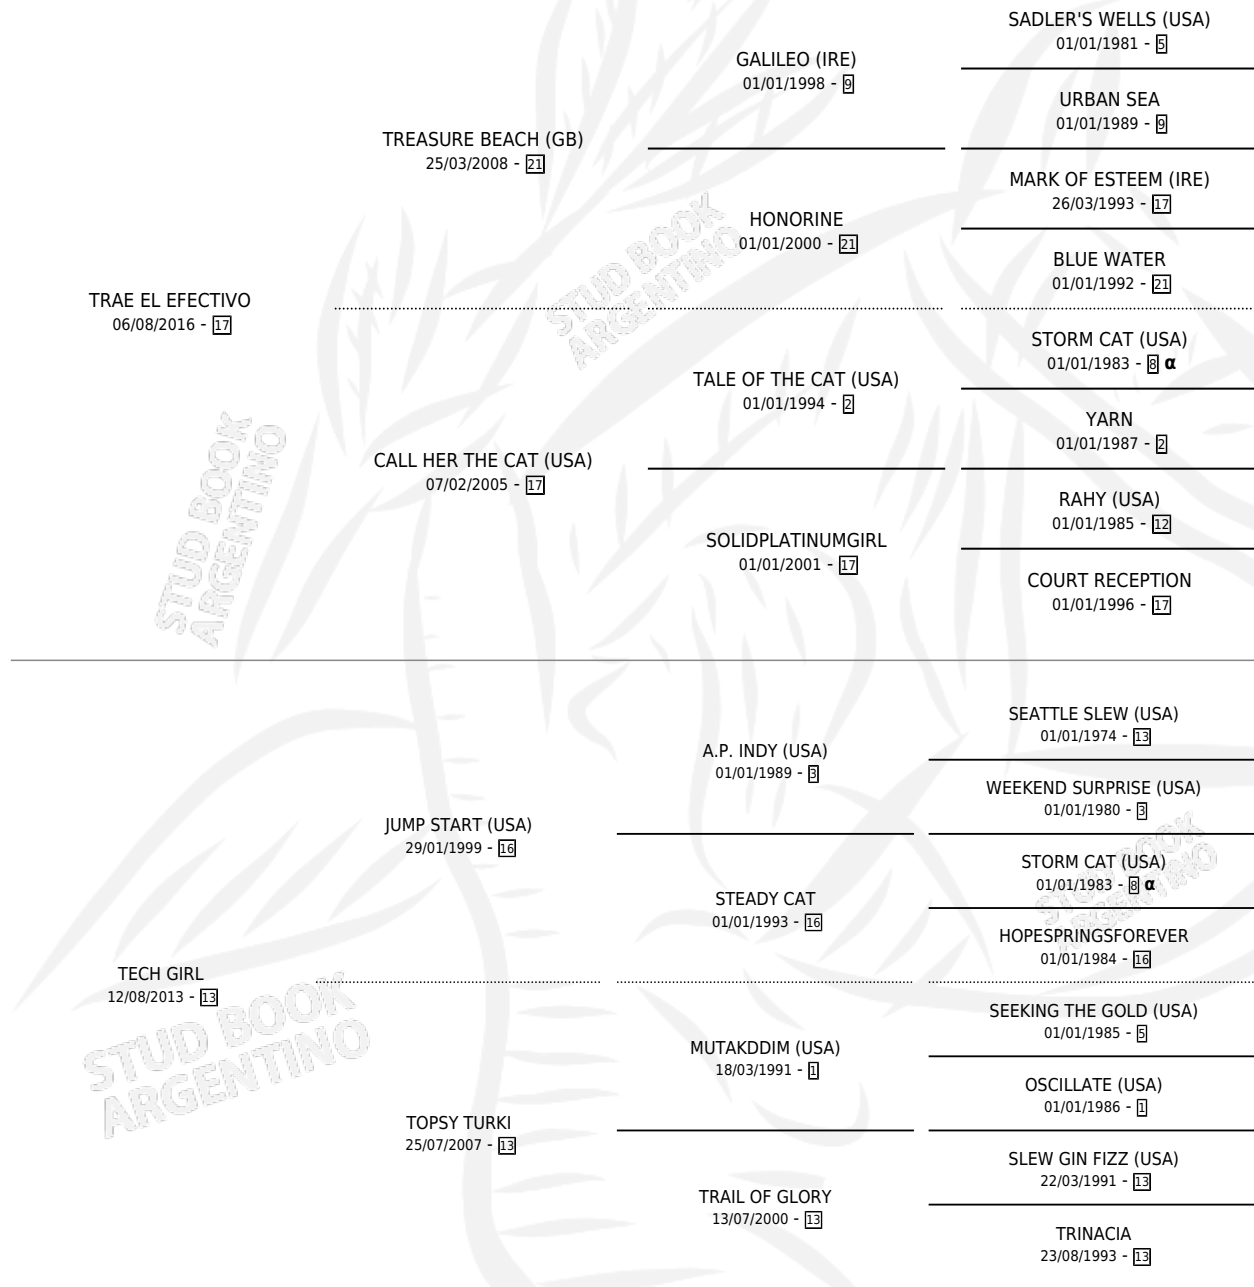 SADLER'S WELLS (USA)
01/01/1981 - 5
GALILEO (IRE)
01/01/1998 - 9
URBAN SEA
01/01/1989 - 9
TREASURE BEACH (GB)
25/03/2008 - 21
MARK OF ESTEEM (IRE)
26/03/1993 - 17
HONORINE
01/01/2000 - 21
BLUE WATER
01/01/1992 - 21
TRAE EL EFECTIVO
06/08/2016 - 17
STORM CAT (USA)
01/01/1983 - 8 α
TALE OF THE CAT (USA)
01/01/1994 - 2
YARN
01/01/1987 - 2
CALL HER THE CAT (USA)
07/02/2005 - 17
RAHY (USA)
01/01/1985 - 12
SOLIDPLATINUMGIRL
01/01/2001 - 17
COURT RECEPTION
01/01/1996 - 17
SEATTLE SLEW (USA)
01/01/1974 - 13
A.P. INDY (USA)
01/01/1989 - 3
WEEKEND SURPRISE (USA)
01/01/1980 - 3
JUMP START (USA)
29/01/1999 - 16
STORM CAT (USA)
01/01/1983 - 8 α
STEADY CAT
01/01/1993 - 16
HOPESPRINGSFOREVER
01/01/1984 - 16
TECH GIRL
12/08/2013 - 13
SEEKING THE GOLD (USA)
01/01/1985 - 5
MUTAKDDIM (USA)
18/03/1991 - 1
OSCILLATE (USA)
01/01/1986 - 1
TOPSY TURKI
25/07/2007 - 13
SLEW GIN FIZZ (USA)
22/03/1991 - 13
TRAIL OF GLORY
13/07/2000 - 13
TRINACIA
23/08/1993 - 13
STUD BOOK
ARGENTINO
STUD BOOK
ARGENTINO
STUD BOOK
ARGENTINO
STUD BOOK
ARGENTINO